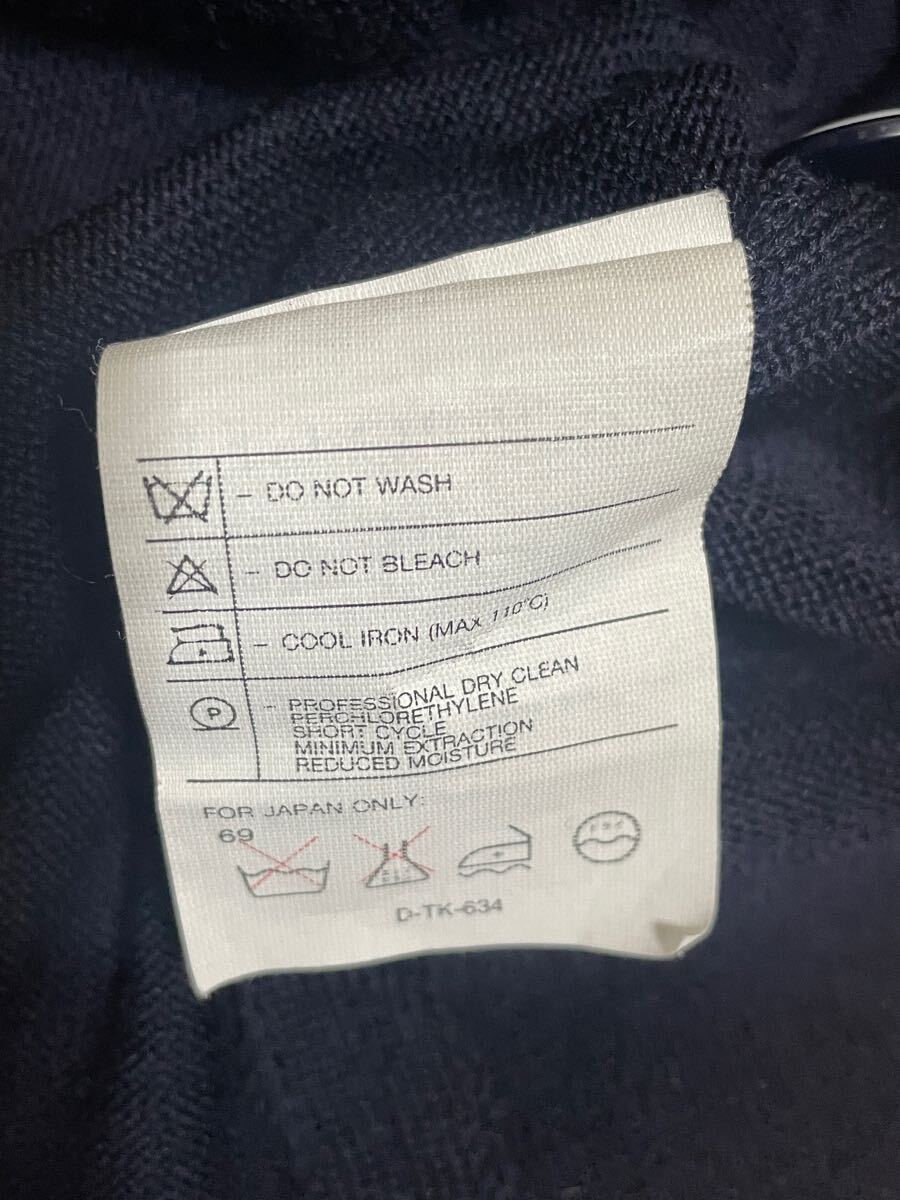 - DO NOT WASH
- DO NOT BLEACH
- COOL IRON (MAX 110°C)
P
- PROFESSIONAL DRY CLEAN
PERCHLORETHYLENE
SHORT CYCLE
MINIMUM EXTRACTION
REDUCED MOISTURE
FOR JAPAN ONLY:
69
D-TK-634